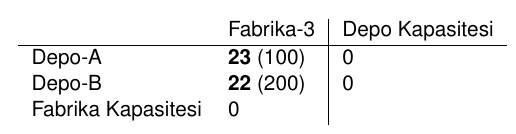 Fabrika-3 Depo Kapasitesi
Depo-A 23 (100) 0
Depo-B 22 (200) 0
Fabrika Kapasitesi 0